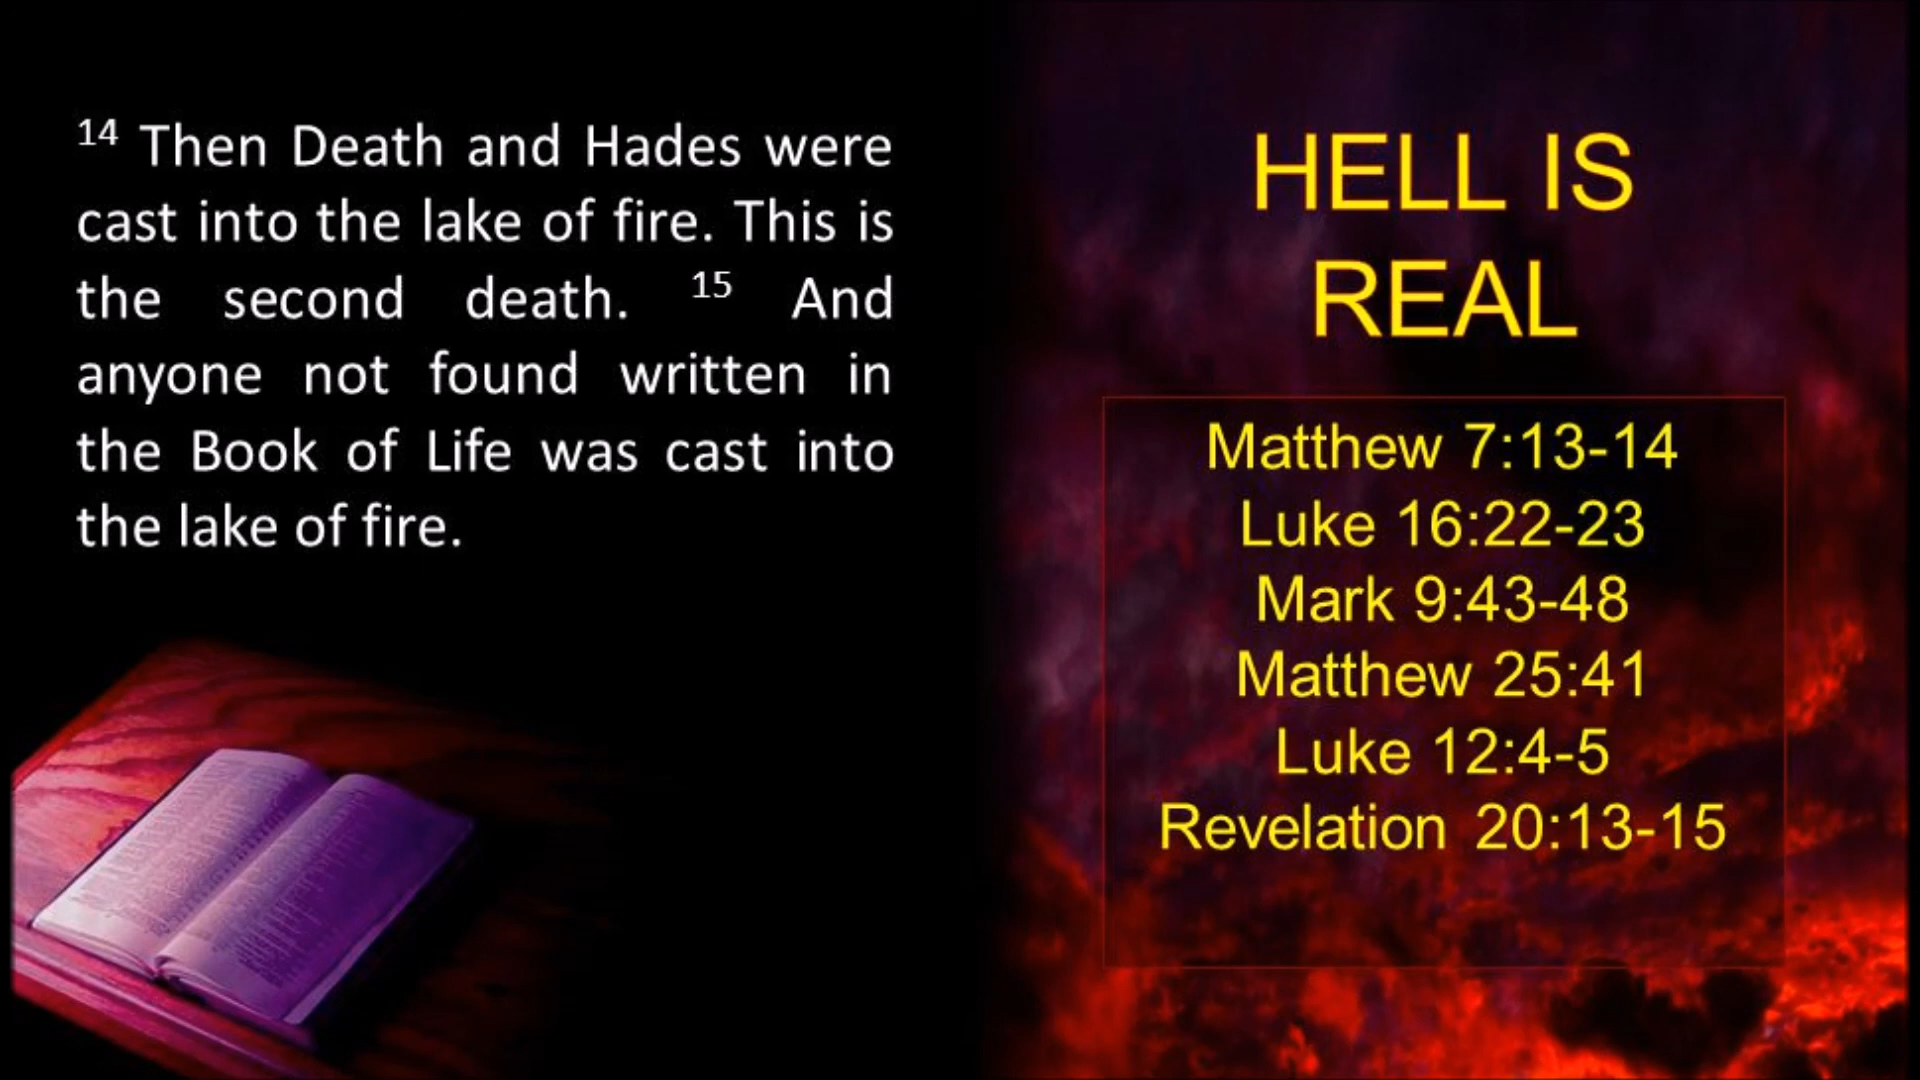 14 Then Death and Hades were
cast into the lake of fire. This is
the second death. 15 And
anyone not found written in
the Book of Life was cast into
the lake of fire.
HELL IS
REAL
Matthew 7:13-14
Luke 16:22-23
Mark 9:43-48
Matthew 25:41
Luke 12:4-5
Revelation 20:13-15